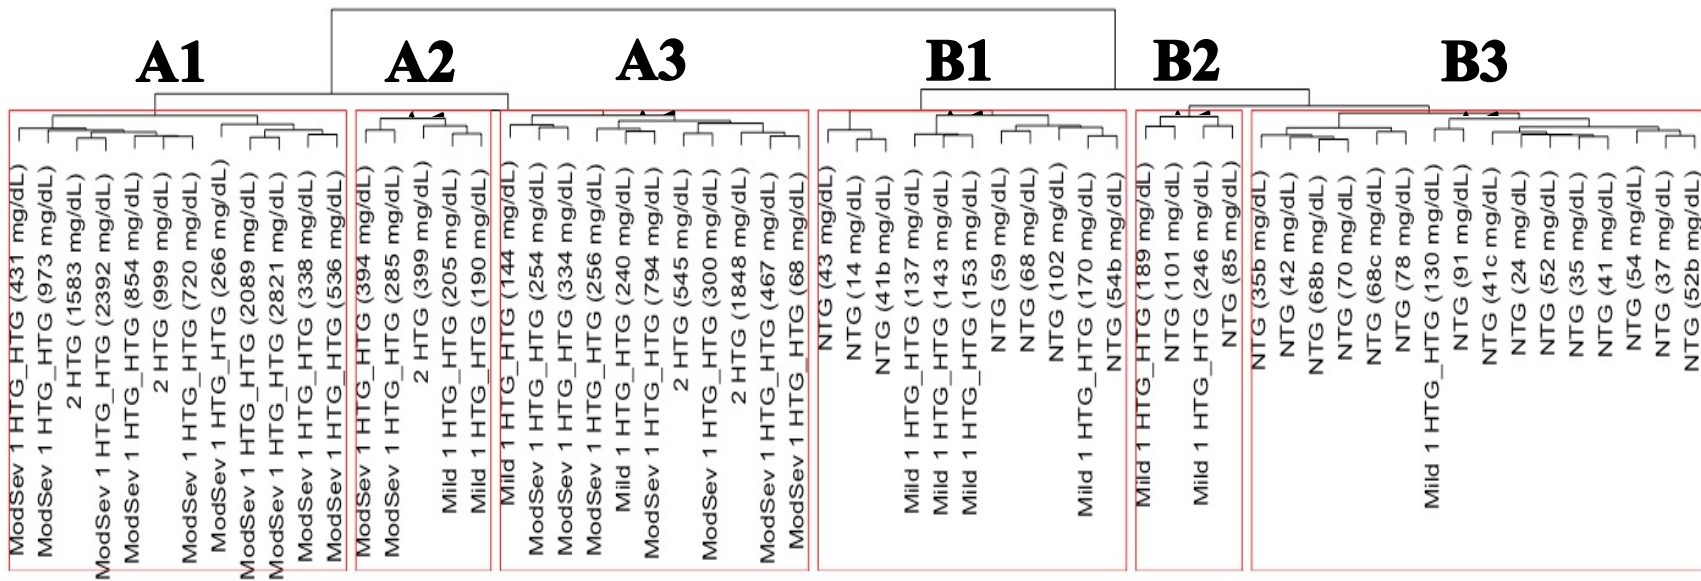 A1
A2
A3
B1
B2
B3
ModSev 1 HTG_HTG (431 mg/dL)
ModSev 1 HTG_HTG (973 mg/dL)
2 HTG (1583 mg/dL)
ModSev 1 HTG_HTG (2392 mg/dL)
ModSev 1 HTG_HTG (854 mg/dL)
2 HTG (999 mg/dL)
ModSev 1 HTG_HTG (720 mg/dL)
ModSev 1 HTG_HTG (266 mg/dL)
ModSev 1 HTG_HTG (2089 mg/dL)
ModSev 1 HTG_HTG (2821 mg/dL)
ModSev 1 HTG_HTG (338 mg/dL)
ModSev 1 HTG_HTG (536 mg/dL)
ModSev 1 HTG_HTG (394 mg/dL)
ModSev 1 HTG_HTG (285 mg/dL)
2 HTG (399 mg/dL)
Mild 1 HTG_HTG (205 mg/dL)
Mild 1 HTG_HTG (190 mg/dL)
Mild 1 HTG_HTG (144 mg/dL)
ModSev 1 HTG_HTG (254 mg/dL)
ModSev 1 HTG_HTG (334 mg/dL)
ModSev 1 HTG_HTG (256 mg/dL)
Mild 1 HTG_HTG (240 mg/dL)
ModSev 1 HTG_HTG (794 mg/dL)
2 HTG (545 mg/dL)
ModSev 1 HTG_HTG (300 mg/dL)
2 HTG (1848 mg/dL)
ModSev 1 HTG_HTG (467 mg/dL)
ModSev 1 HTG_HTG (68 mg/dL)
NTG (43 mg/dL)
NTG (14 mg/dL)
NTG (41b mg/dL)
Mild 1 HTG_HTG (137 mg/dL)
Mild 1 HTG_HTG (143 mg/dL)
Mild 1 HTG_HTG (153 mg/dL)
NTG (59 mg/dL)
NTG (68 mg/dL)
NTG (102 mg/dL)
Mild 1 HTG_HTG (170 mg/dL)
NTG (54b mg/dL)
Mild 1 HTG_HTG (189 mg/dL)
NTG (101 mg/dL)
Mild 1 HTG_HTG (246 mg/dL)
NTG (85 mg/dL)
NTG (35b mg/dL)
NTG (42 mg/dL)
NTG (68b mg/dL)
NTG (70 mg/dL)
NTG (68c mg/dL)
NTG (78 mg/dL)
Mild 1 HTG_HTG (130 mg/dL)
NTG (91 mg/dL)
NTG (41c mg/dL)
NTG (24 mg/dL)
NTG (52 mg/dL)
NTG (35 mg/dL)
NTG (41 mg/dL)
NTG (54 mg/dL)
NTG (37 mg/dL)
NTG (52b mg/dL)